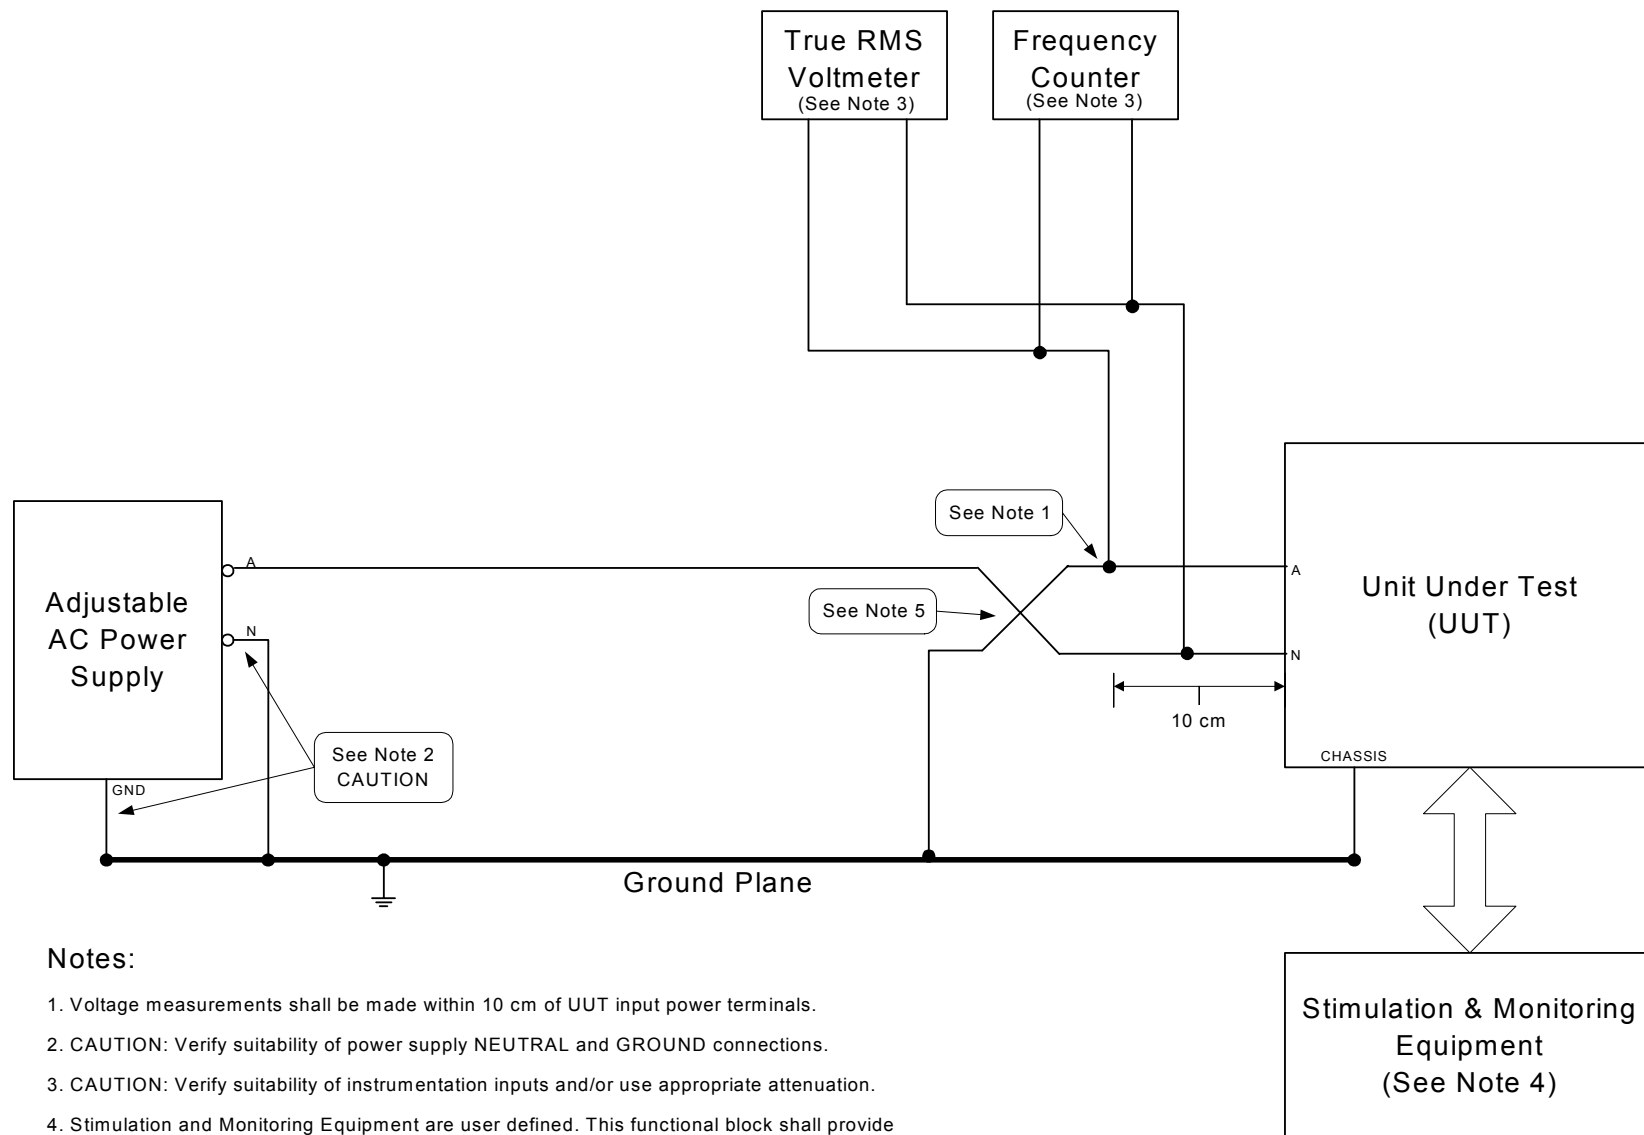 True RMS
Voltmeter
(See Note 3)
Frequency
Counter
(See Note 3)
See Note 1
A
Adjustable
AC Power
Supply
A
Unit Under Test
(UUT)
See Note 5
N
N
10 cm
See Note 2
CAUTION
CHASSIS
GND
Ground Plane
Notes:
1. Voltage measurements shall be made within 10 cm of UUT input power terminals.
2. CAUTION: Verify suitability of power supply NEUTRAL and GROUND connections.
3. CAUTION: Verify suitability of instrumentation inputs and/or use appropriate attenuation.
4. Stimulation and Monitoring Equipment are user defined. This functional block shall provide
Stimulation & Monitoring
Equipment
(See Note 4)